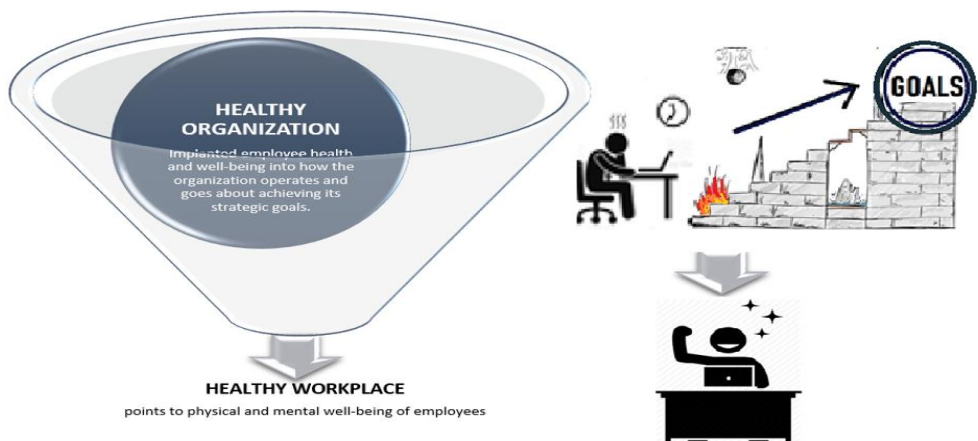 HEALTHY
ORGANIZATION
Implanted employee health
and well-being into how the
organization operates and
goes about achieving its
strategic goals.
GOALS
HEALTHY WORKPLACE
points to physical and mental well-being of employees